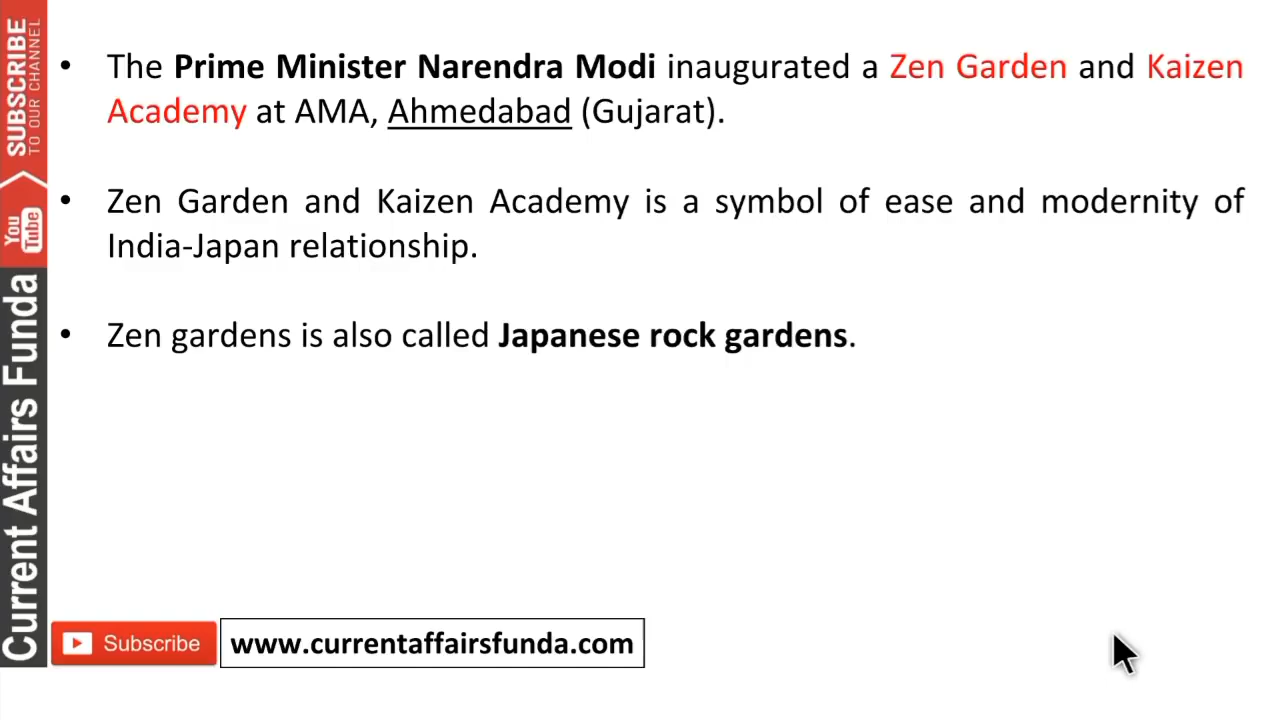 SUBSCRIBE
TO OUR CHANNEL
You
Tube
Current Affairs Funda
• The Prime Minister Narendra Modi inaugurated a Zen Garden and Kaizen
Academy at AMA, Ahmedabad (Gujarat).
• Zen Garden and Kaizen Academy is a symbol of ease and modernity of
India-Japan relationship.
• Zen gardens is also called Japanese rock gardens.
Subscribe
www.currentaffairsfunda.com